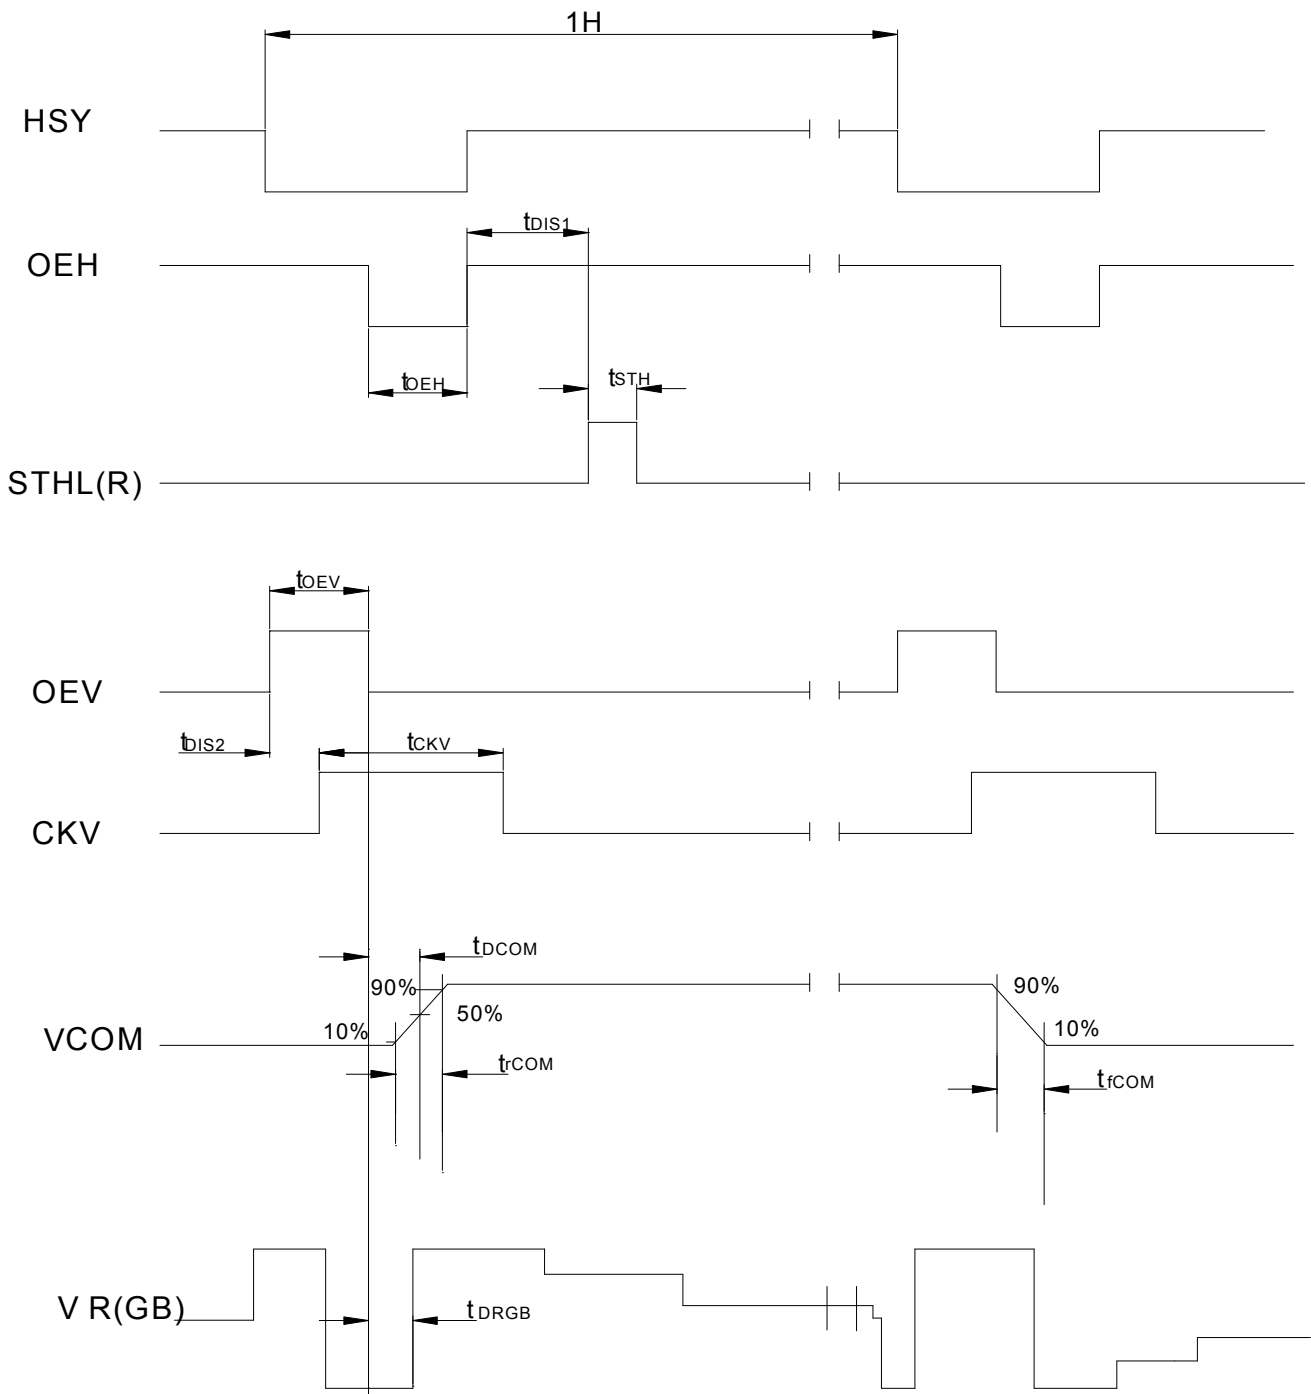 1H
HSY
tDIS1
OEH
tOEH
tSTH
STHL(R)
tOEV
OEV
tDIS2
tCKV
CKV
tDCOM
90%
90%
50%
10%
10%
VCOM
trCOM
tfCOM
V R(GB)
tDRGB